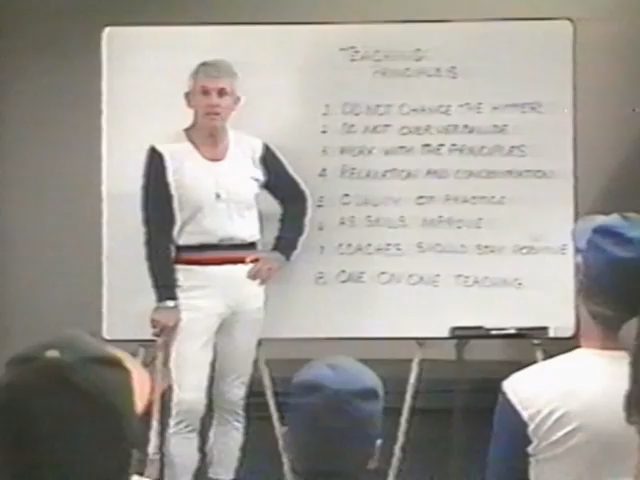 TEACHING
PRINCIPLES
1. DO NOT CHANGE THE HITTER
2. DO NOT OVER VERBALIZE
3. WORK WITH THE PRINCIPLES
4. RELAXATION AND CONCENTRATION
5. QUALITY OF PRACTICE
6. AS SKILLS IMPROVE
7. COACHES SHOULD STAY POSITIVE
8. ONE ON ONE TEACHING